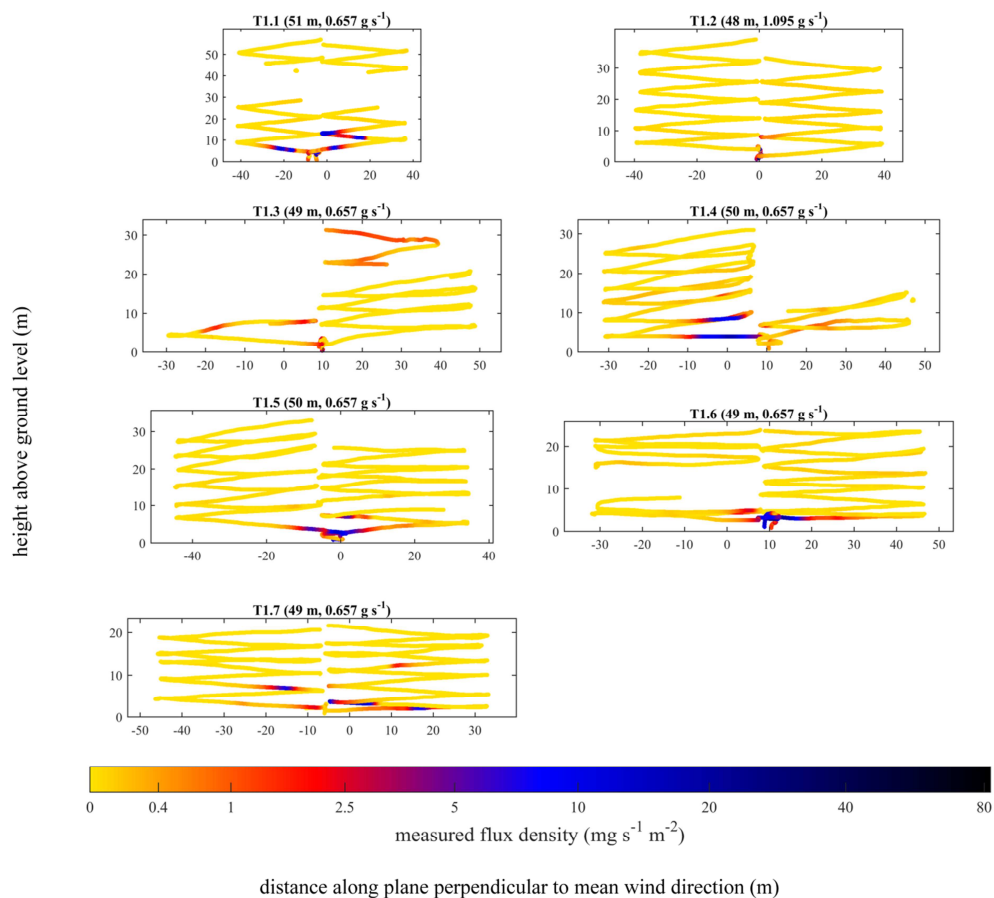 T1.1 (51 m, 0.657 g s⁻¹)
T1.2 (48 m, 1.095 g s⁻¹)
50
40
30
20
10
0
-40 -20 0 20 40
30
20
10
0
-40 -20 0 20 40
T1.3 (49 m, 0.657 g s⁻¹)
T1.4 (50 m, 0.657 g s⁻¹)
30
20
10
0
-30 -20 -10 0 10 20 30 40 50
30
20
10
0
-30 -20 -10 0 10 20 30 40 50
height above ground level (m)
T1.5 (50 m, 0.657 g s⁻¹)
T1.6 (49 m, 0.657 g s⁻¹)
30
20
10
0
-40 -20 0 20 40
20
10
0
-30 -20 -10 0 10 20 30 40 50
T1.7 (49 m, 0.657 g s⁻¹)
20
10
0
-50 -40 -30 -20 -10 0 10 20 30
0 0.4 1 2.5 5 10 20 40 80
measured flux density (mg s⁻¹ m⁻²)
distance along plane perpendicular to mean wind direction (m)